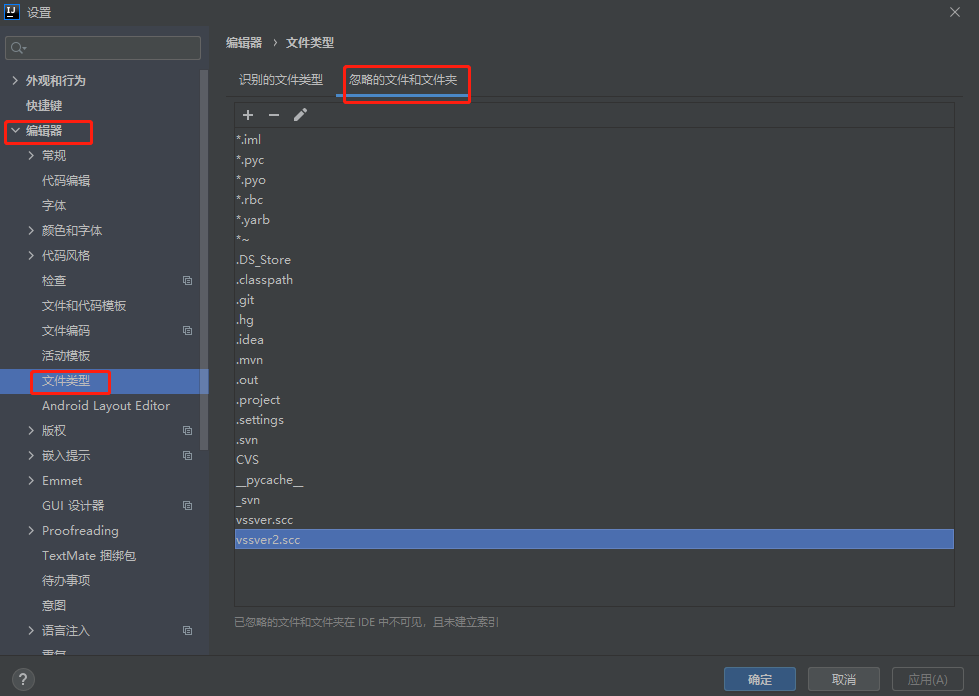 IJ 设置
外观和行为
快捷键
编辑器
常规
代码编辑
字体
颜色和字体
代码风格
检查
文件和代码模板
文件编码
活动模板
文件类型
Android Layout Editor
版权
嵌入提示
Emmet
GUI 设计器
Proofreading
TextMate 捆绑包
待办事项
意图
语言注入
编辑器 › 文件类型
识别的文件类型 忽略的文件和文件夹
*.iml
*.pyc
*.pyo
*.rbc
*.yarb
*~
.DS_Store
.classpath
.git
.hg
.idea
.mvn
.out
.project
.settings
.svn
CVS
__pycache__
_svn
vssver.scc
vssver2.scc
已忽略的文件和文件夹在 IDE 中不可见，且未建立索引
? 确定 取消 应用(A)